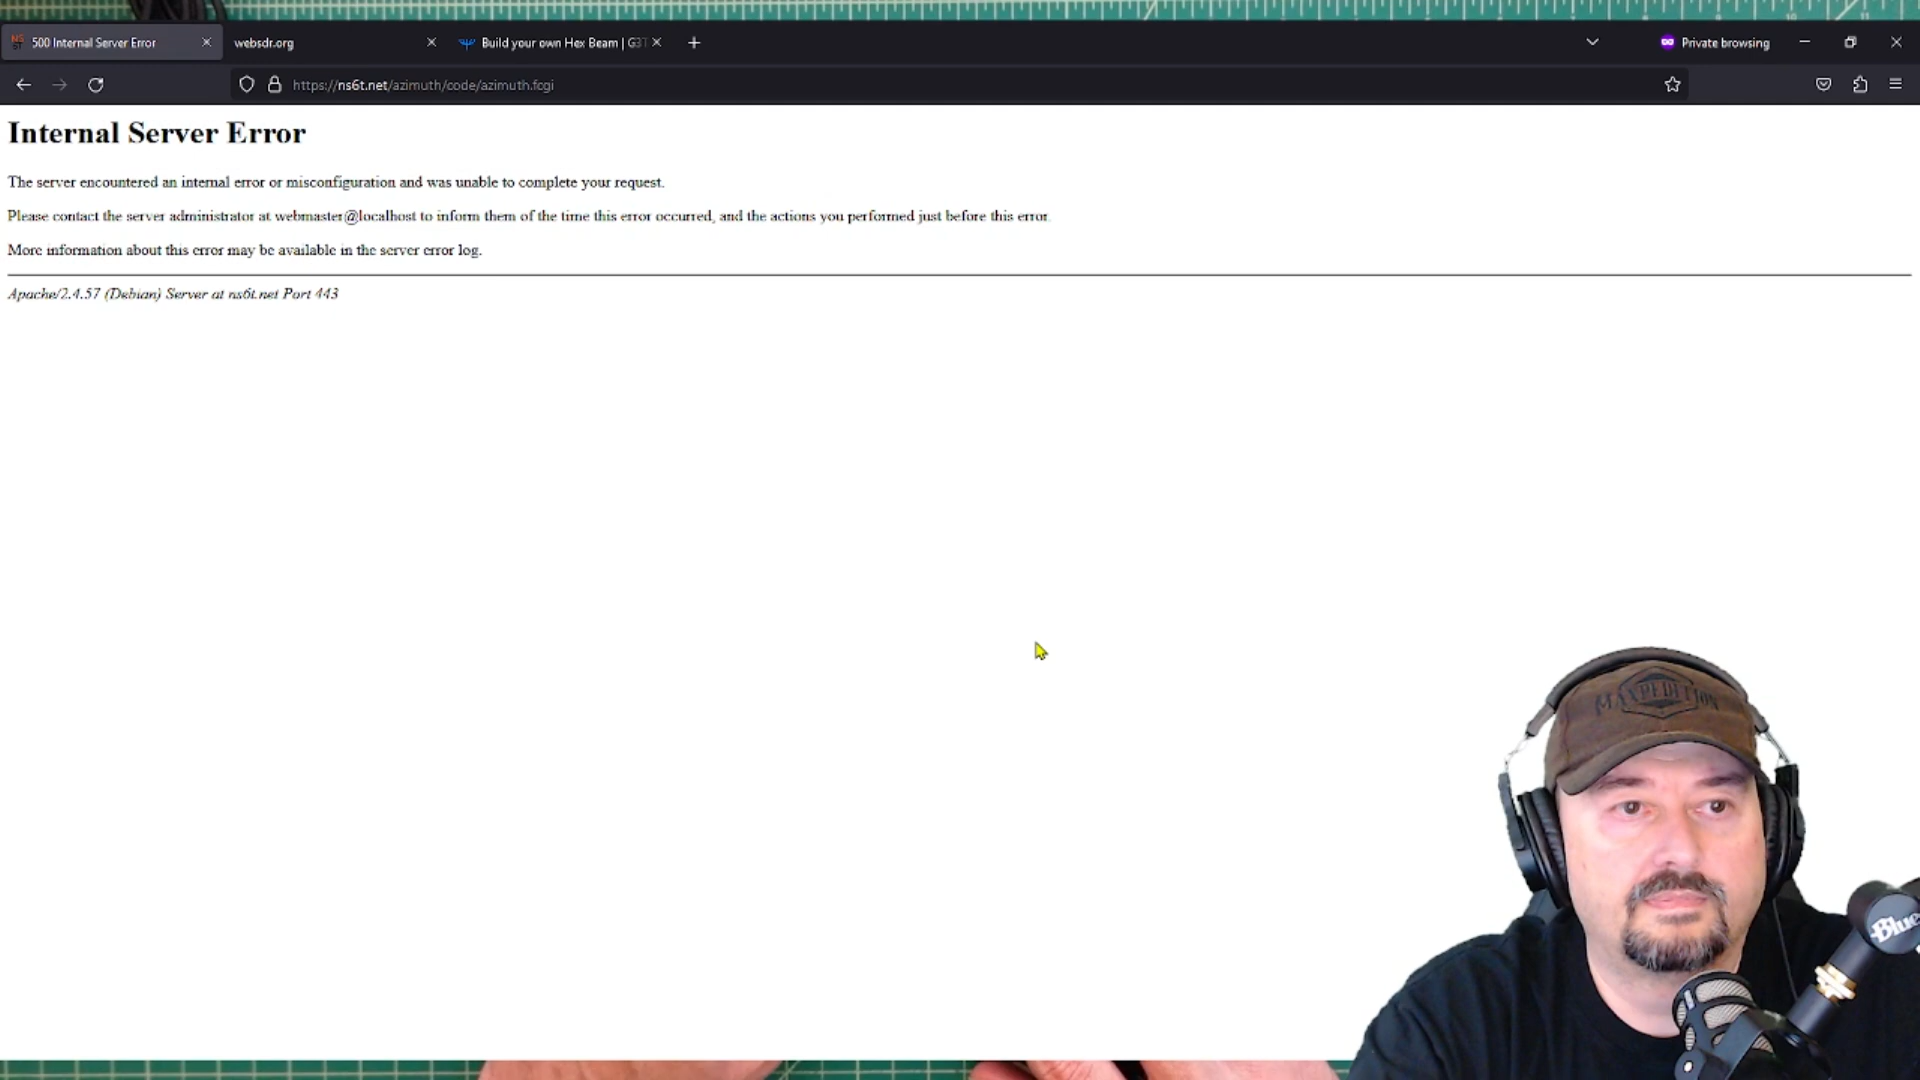 500 Internal Server Error
websdr.org
Build your own Hex Beam | G3T
Private browsing
https://ns6t.net/azimuth/code/azimuth.fcgi
Internal Server Error
The server encountered an internal error or misconfiguration and was unable to complete your request.
Please contact the server administrator at webmaster@localhost to inform them of the time this error occurred, and the actions you performed just before this error.
More information about this error may be available in the server error log.
Apache/2.4.57 (Debian) Server at ns6t.net Port 443
MAXPEDITION
Blue